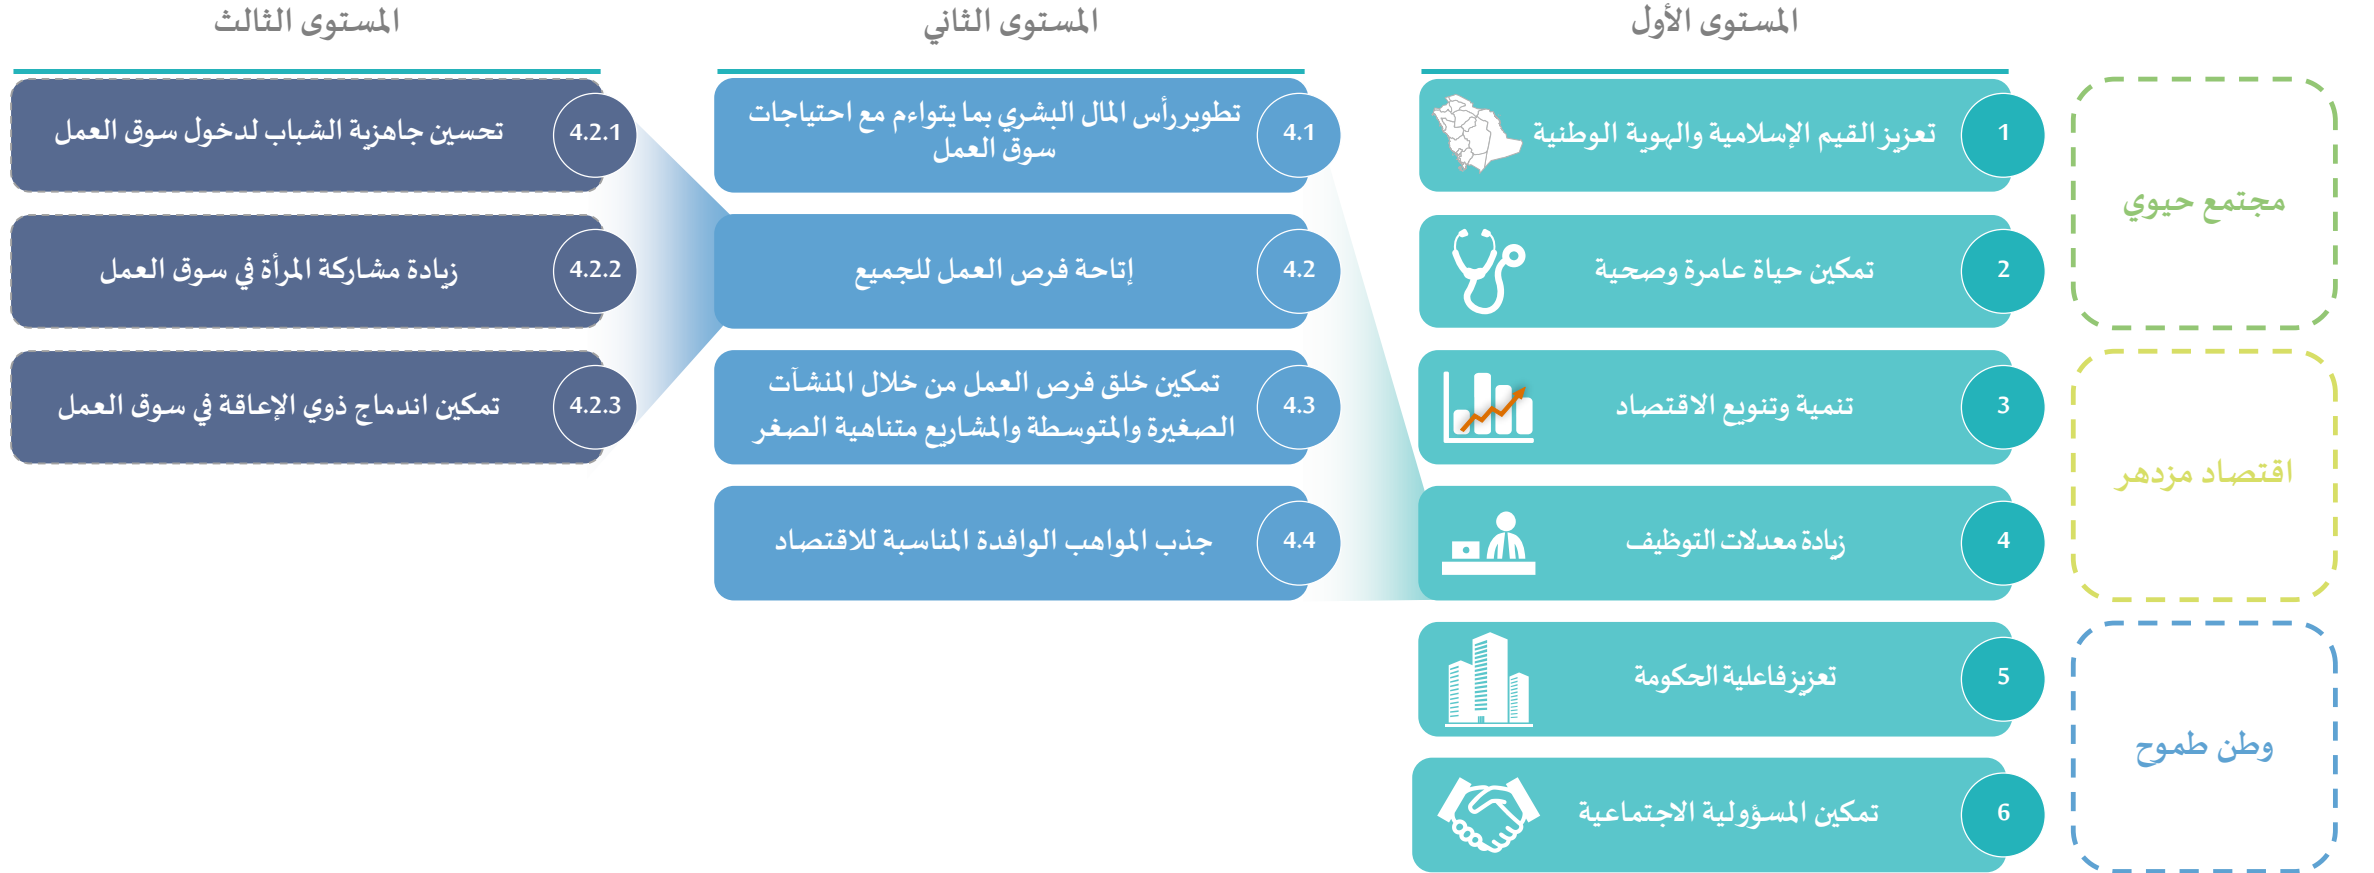 المستوى الأول
المستوى الثاني
المستوى الثالث
مجتمع حيوي
اقتصاد مزدهر
وطن طموح
1
تعزيز القيم الإسلامية والهوية الوطنية
2
تمكين حياة عامرة وصحية
3
تنمية وتنويع الاقتصاد
4
زيادة معدلات التوظيف
5
تعزيز فاعلية الحكومة
6
تمكين المسؤولية الاجتماعية
4.1
تطوير رأس المال البشري بما يتواءم مع احتياجات
سوق العمل
4.2
إتاحة فرص العمل للجميع
4.3
تمكين خلق فرص العمل من خلال المنشآت
الصغيرة والمتوسطة والمشاريع متناهية الصغر
4.4
جذب المواهب الوافدة المناسبة للاقتصاد
4.2.1
تحسين جاهزية الشباب لدخول سوق العمل
4.2.2
زيادة مشاركة المرأة في سوق العمل
4.2.3
تمكين اندماج ذوي الإعاقة في سوق العمل